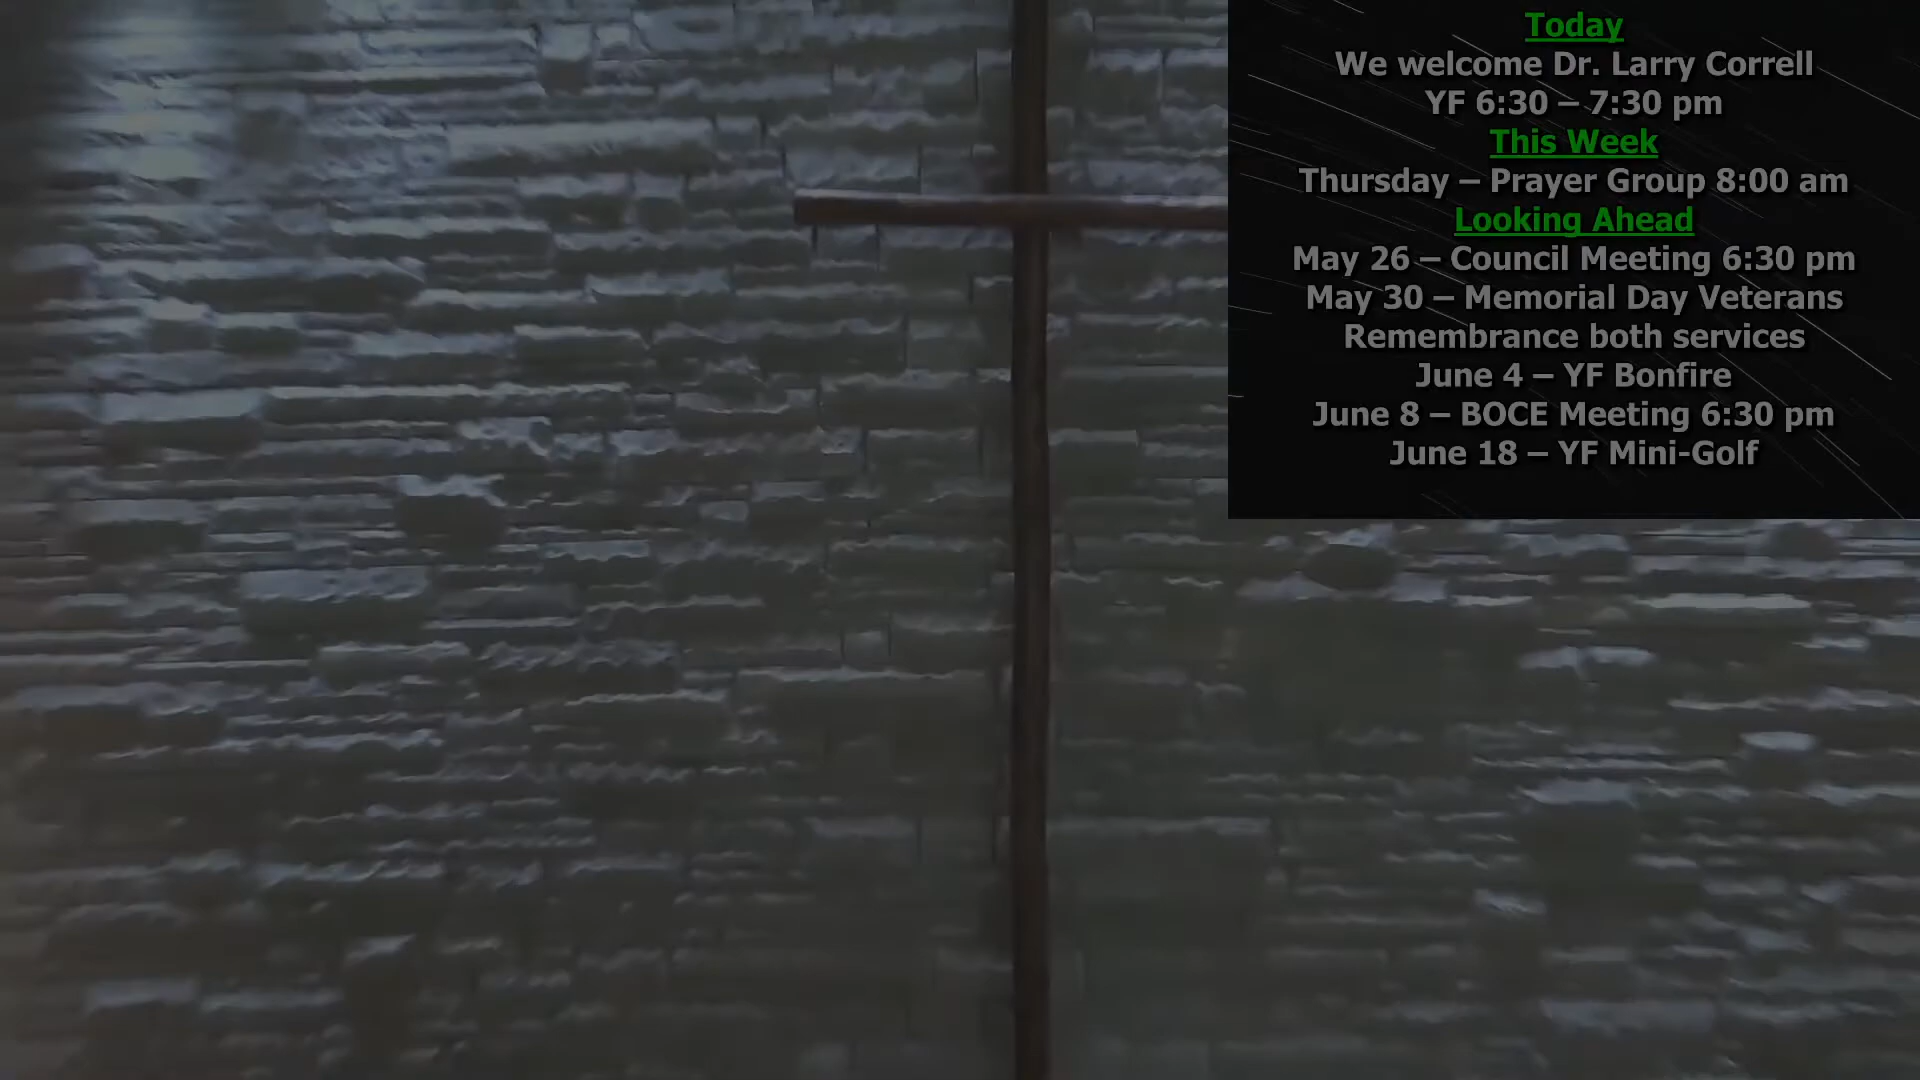 Today
We welcome Dr. Larry Correll
YF 6:30 – 7:30 pm
This Week
Thursday – Prayer Group 8:00 am
Looking Ahead
May 26 – Council Meeting 6:30 pm
May 30 – Memorial Day Veterans
Remembrance both services
June 4 – YF Bonfire
June 8 – BOCE Meeting 6:30 pm
June 18 – YF Mini-Golf